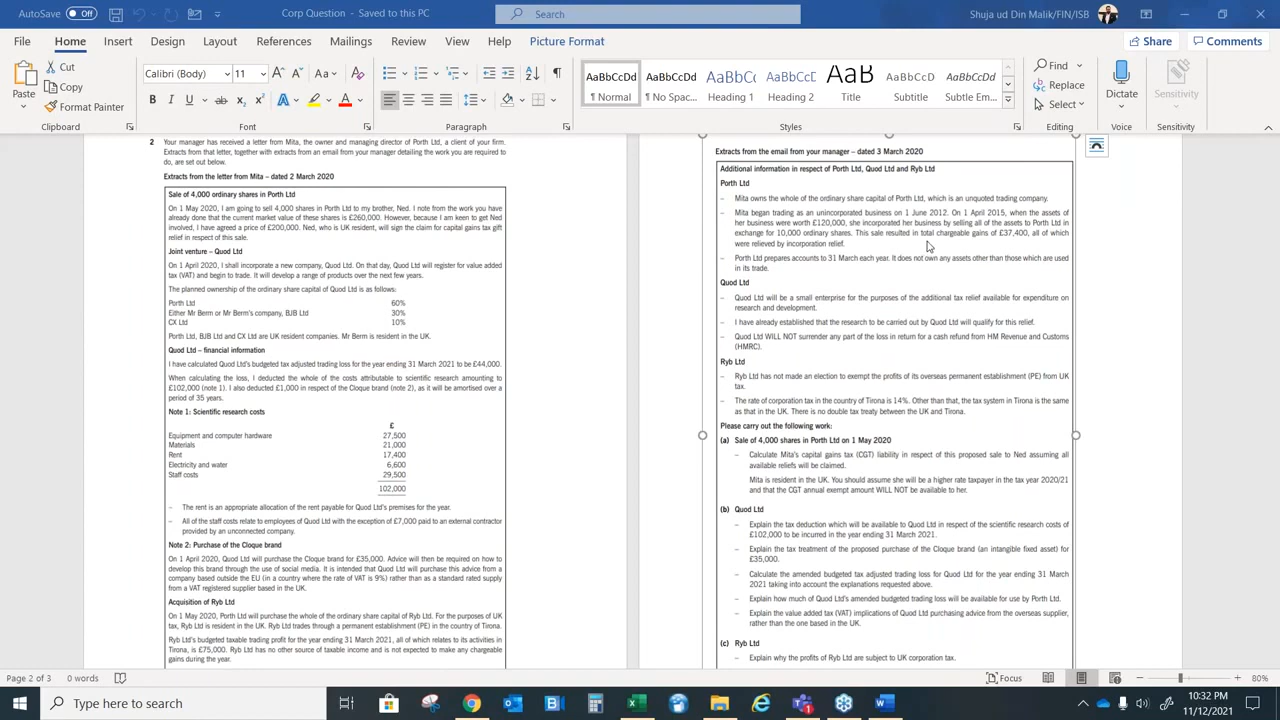 Off
Mukesh/FIN/ISB
File Home Insert Design Layout References Mailings Review View Help Picture Format
Share Comments
Paste
Cut
Copy
Format Painter
Calibri (Body) 11
AaBbCcDd AaBbCcDd AaBbC( AaBbCcC AaB AaBbCcD AaBbCcDd
¶ Normal ¶ No Spac... Heading 1 Heading 2 Title Subtitle Subtle Em...
Find
Replace
Select
Dictate
Sensitivity
Clipboard Font Paragraph Styles Editing Voice Sensitivity
2 Your manager has received a letter from Mita, the owner and managing director of Porth Ltd, a client of your firm.
Extracts from that letter, together with extracts from an email from your manager detailing the work you are required to
do, are set out below.
Extracts from the letter from Mita – dated 2 March 2020
Sale of 4,000 ordinary shares in Porth Ltd
On 1 May 2020, I am going to sell 4,000 shares in Porth Ltd to my brother, Ned. I note from the work you have
already done that the current market value of these shares is £260,000. However, because I am keen to get Ned
involved, I have agreed a price of £200,000. Ned, who is UK resident, will sign the claim for capital gains tax gift
relief in respect of this sale.
Joint venture – Quod Ltd
On 1 April 2020, I shall incorporate a new company, Quod Ltd. On that day, Quod Ltd will register for value added
tax (VAT) and begin to trade. It will develop a range of products over the next few years.
The planned ownership of the ordinary share capital of Quod Ltd is as follows:
Porth Ltd 60%
Either Mr Berm or Mr Berm's company, BJB Ltd 30%
CX Ltd 10%
Porth Ltd, BJB Ltd and CX Ltd are UK resident companies. Mr Berm is resident in the UK.
Quod Ltd – financial information
I have calculated Quod Ltd's budgeted tax adjusted trading loss for the year ending 31 March 2021 to be £44,000.
When calculating the loss, I deducted the whole of the costs attributable to scientific research amounting to
£102,000 (note 1). I also deducted £1,000 in respect of the Cloque brand (note 2), as it will be amortised over a
period of 35 years.
Note 1: Scientific research costs
£
Equipment and computer hardware 27,500
Materials 21,000
Rent 17,400
Electricity and water 6,600
Staff costs 29,500
102,000
– The rent is an appropriate allocation of the rent payable for Quod Ltd's premises for the year.
– All of the staff costs relate to employees of Quod Ltd with the exception of £7,000 paid to an external contractor
provided by an unconnected company.
Note 2: Purchase of the Cloque brand
On 1 April 2020, Quod Ltd will purchase the Cloque brand for £35,000. Advice will then be required on how to
develop this brand through the use of social media. It is intended that Quod Ltd will purchase this advice from a
company based outside the EU (in a country where the rate of VAT is 9%) rather than as a standard rated supply
from a VAT registered supplier based in the UK.
Acquisition of Ryb Ltd
On 1 May 2020, Porth Ltd will purchase the whole of the ordinary share capital of Ryb Ltd. For the purposes of UK
tax, Ryb Ltd is resident in the UK. Ryb Ltd trades through a permanent establishment (PE) in the country of Tirona.
Ryb Ltd's budgeted taxable trading profit for the year ending 31 March 2021, all of which relates to its activities in
Tirona, is £75,000. Ryb Ltd has no other source of taxable income and is not expected to make any chargeable
gains during the year.
Extracts from the email from your manager – dated 3 March 2020
Additional information in respect of Porth Ltd, Quod Ltd and Ryb Ltd
Porth Ltd
– Mita owns the whole of the ordinary share capital of Porth Ltd, which is an unquoted trading company.
– Mita began trading as an unincorporated business on 1 June 2012. On 1 April 2015, when the assets of
her business were worth £120,000, she incorporated her business by selling all of the assets to Porth Ltd in
exchange for 10,000 ordinary shares. This sale resulted in total chargeable gains of £37,400, all of which
were relieved by incorporation relief.
– Porth Ltd prepares accounts to 31 March each year. It does not own any assets other than those which are used
in its trade.
Quod Ltd
– Quod Ltd will be a small enterprise for the purposes of the additional tax relief available for expenditure on
research and development.
– I have already established that the research to be carried out by Quod Ltd will qualify for this relief.
– Quod Ltd WILL NOT surrender any part of the loss in return for a cash refund from HM Revenue and Customs
(HMRC).
Ryb Ltd
– Ryb Ltd has not made an election to exempt the profits of its overseas permanent establishment (PE) from UK
tax.
– The rate of corporation tax in the country of Tirona is 14%. Other than that, the tax system in Tirona is the same
as that in the UK. There is no double tax treaty between the UK and Tirona.
Please carry out the following work:
(a) Sale of 4,000 shares in Porth Ltd on 1 May 2020
– Calculate Mita's capital gains tax (CGT) liability in respect of this proposed sale to Ned assuming all
available reliefs will be claimed.
Mita is resident in the UK. You should assume she will be a higher rate taxpayer in the tax year 2020/21
and that the CGT annual exempt amount WILL NOT be available to her.
(b) Quod Ltd
– Explain the tax deduction which will be available to Quod Ltd in respect of the scientific research costs of
£102,000 to be incurred in the year ending 31 March 2021.
– Explain the tax treatment of the proposed purchase of the Cloque brand (an intangible fixed asset) for
£35,000.
– Calculate the amended budgeted tax adjusted trading loss for Quod Ltd for the year ending 31 March
2021 taking into account the explanations requested above.
– Explain how much of Quod Ltd's amended budgeted trading loss will be available for use by Porth Ltd.
– Explain the value added tax (VAT) implications of Quod Ltd purchasing advice from the overseas supplier,
rather than the one based in the UK.
(c) Ryb Ltd
– Explain why the profits of Ryb Ltd are subject to UK corporation tax.
Page 2 of 3 0 words
Focus 80%
Type here to search
10:32 PM
11/12/2021